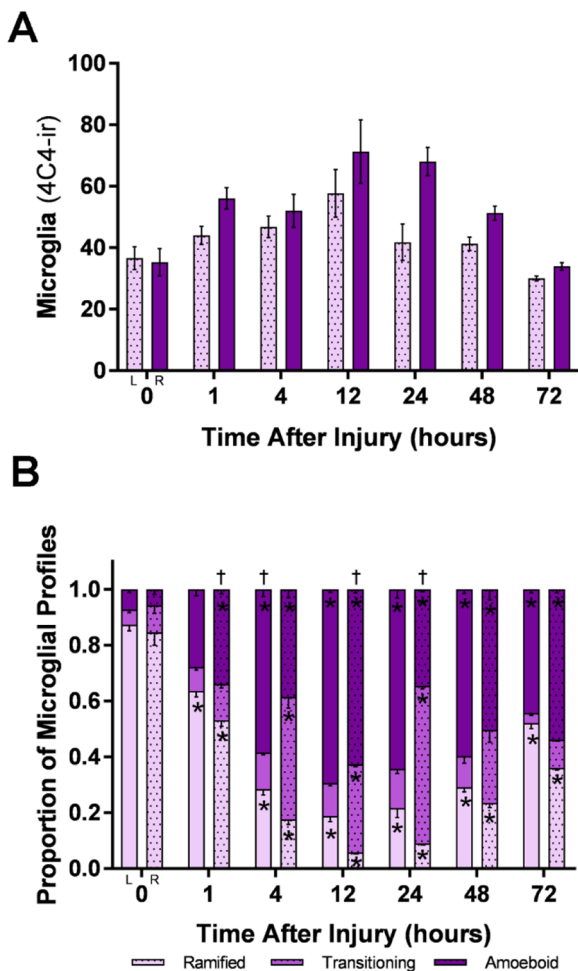 A
Microglia (4C4-ir)
100
80
60
40
20
0
L R
0 1 4 12 24 48 72
Time After Injury (hours)
B
Proportion of Microglial Profiles
† † † †
1.0
0.8
0.6
0.4
0.2
0.0
* * * * * * * * * * *
* * *
* * * * * * * * * * * *
L R
0 1 4 12 24 48 72
Time After Injury (hours)
Ramified Transitioning Amoeboid